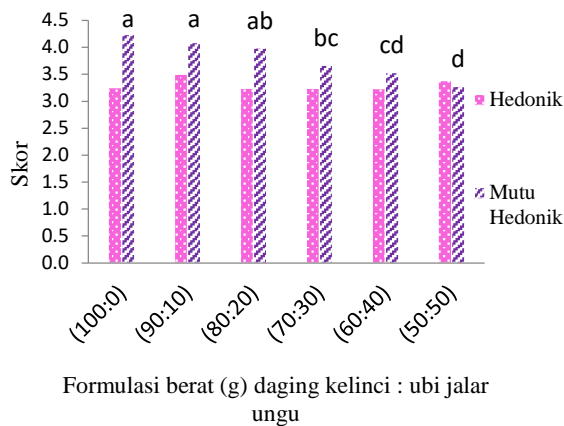 4.5
4.0
3.5
3.0
2.5
2.0
1.5
1.0
0.5
0.0
Skor
a
a
ab
bc
cd
d
(100:0)
(90:10)
(80:20)
(70:30)
(60:40)
(50:50)
Hedonik
Mutu
Hedonik
Formulasi berat (g) daging kelinci : ubi jalar
ungu